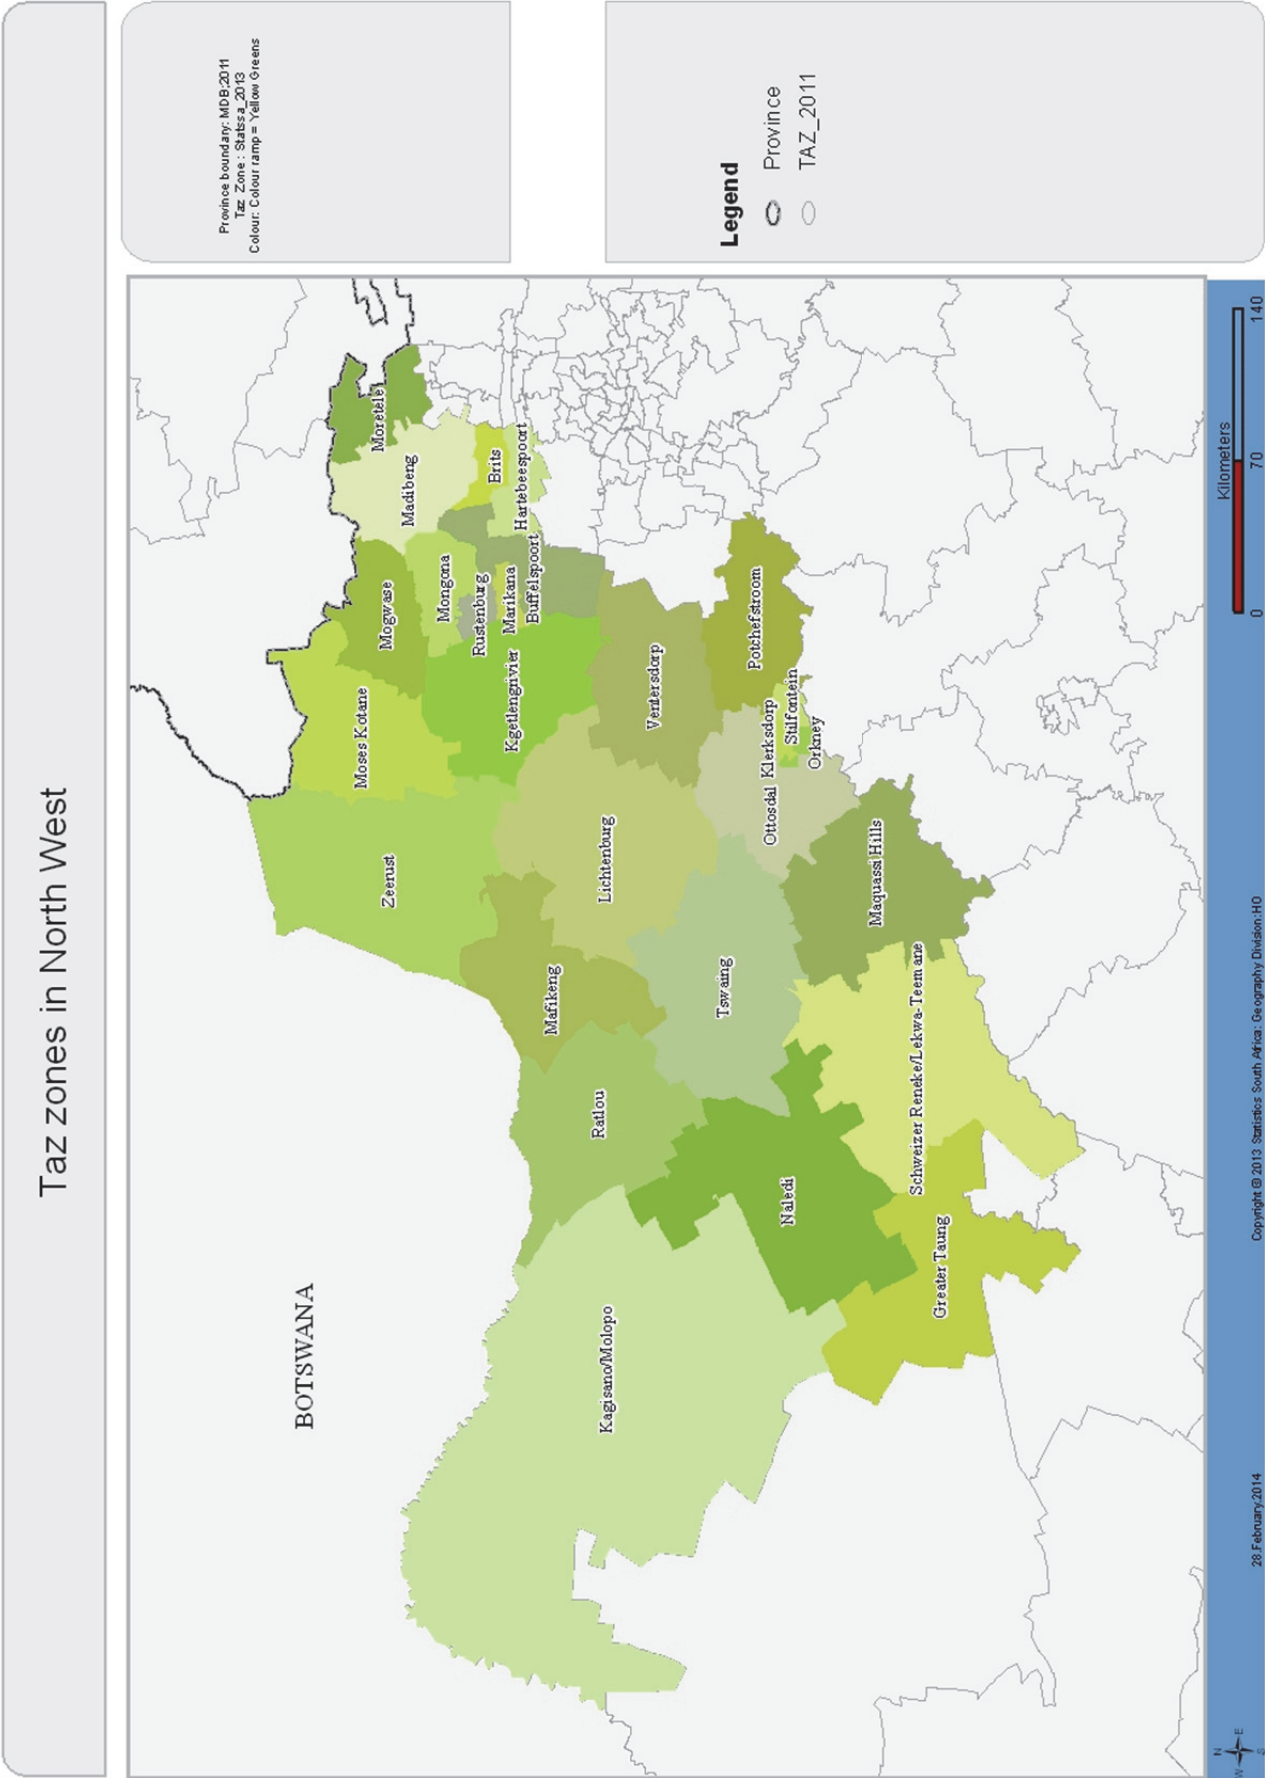 Taz zones in North West
Province boundary: MDB:2011
Taz Zone : Statssa_2013
Colour: Colour ramp = Yellow Greens
Legend
Province
TAZ_2011
BOTSWANA
Moretele
Madiberg
Brits
Hartebeespoort
Mogwase
Mongona
Rustenburg
Marikana
Buffelspoort
Moses Kotane
Kgetlengrivier
Ventersdorp
Potchefstroom
Klerksdorp
Stilfontein
Orkney
Zeerust
Lichtenburg
Ottosdal
Maquassi Hills
Mafikeng
Tswaing
Ratlou
Schweizer Reneke/Lekwa-Teemane
Naledi
Greater Taung
Kagisano/Molopo
N
W E
S
28.February.2014
Copyright @ 2013 Statistics South Africa: Geography Division:HO
Kilometers
0 70 140